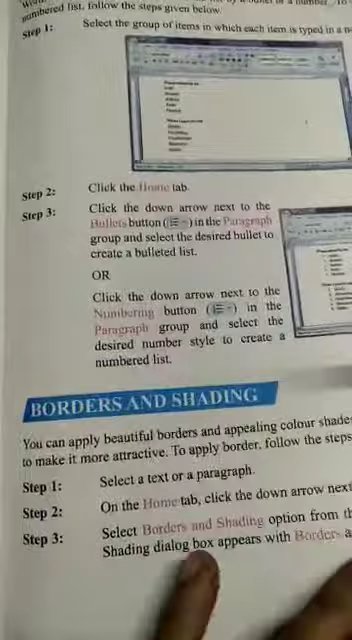 numbered list, follow the steps given below.
Step 1: Select the group of items in which each item is typed in a
Step 2: Click the Home tab.
Step 3: Click the down arrow next to the
Bullets button ( ) in the Paragraph
group and select the desired bullet to
create a bulleted list.
OR
Click the down arrow next to the
Numbering button ( ) in the
Paragraph group and select the
desired number style to create a
numbered list.
BORDERS AND SHADING
You can apply beautiful borders and appealing colour
to make it more attractive. To apply border, follow the steps
Step 1: Select a text or a paragraph.
Step 2: On the Home tab, click the down arrow
Step 3: Select Borders and Shading option from
Shading dialog box appears with Borders